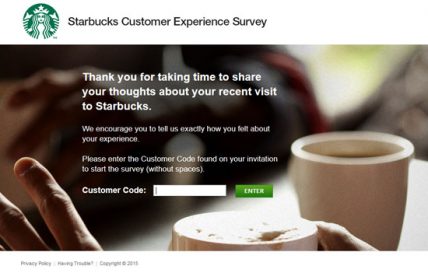 Starbucks Customer Experience Survey
Thank you for taking time to share
your thoughts about your recent visit
to Starbucks.
We encourage you to tell us exactly how you felt about
your experience.
Please enter the Customer Code found on your invitation
to start the survey (without spaces).
Customer Code:
ENTER
Privacy Policy | Having Trouble? | Copyright © 2015